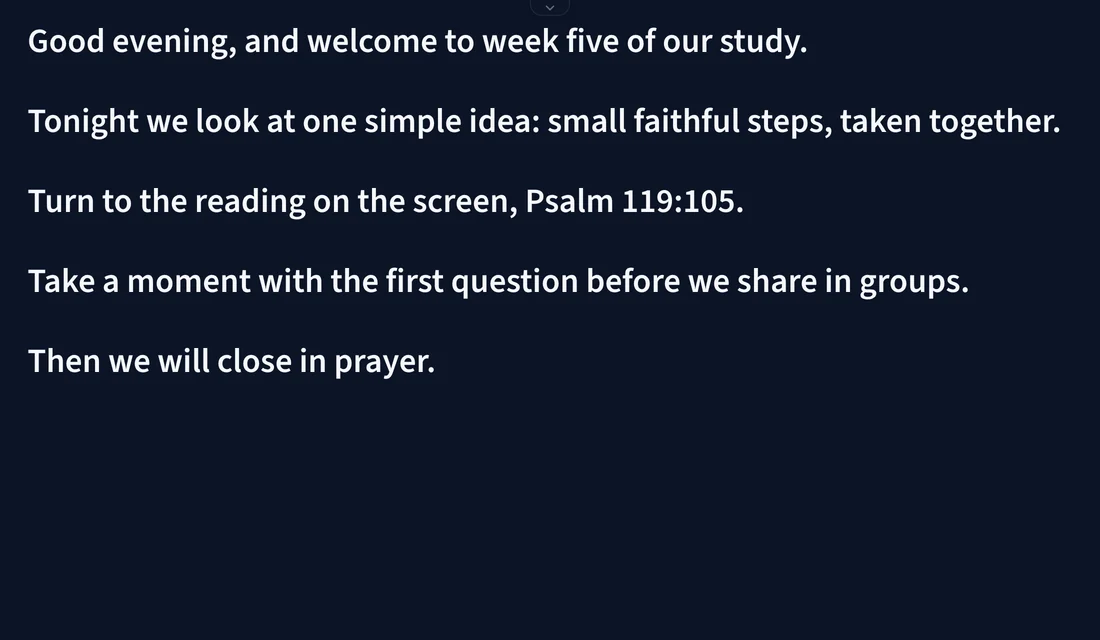 Good evening, and welcome to week five of our study.
Tonight we look at one simple idea: small faithful steps, taken together.
Turn to the reading on the screen, Psalm 119:105.
Take a moment with the first question before we share in groups.
Then we will close in prayer.